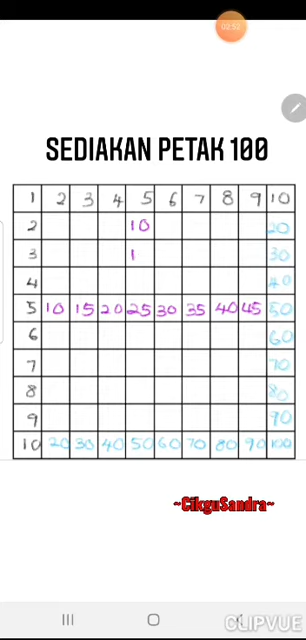 02:52
SEDIAKAN PETAK 100
1 2 3 4 5 6 7 8 9 10
2 10 20
3 1 30
4 40
5 10 15 20 25 30 35 40 45 50
6 60
7 70
8 80
9 90
10 20 30 40 50 60 70 80 90 100
~CikguSandra~
CLIPVUE